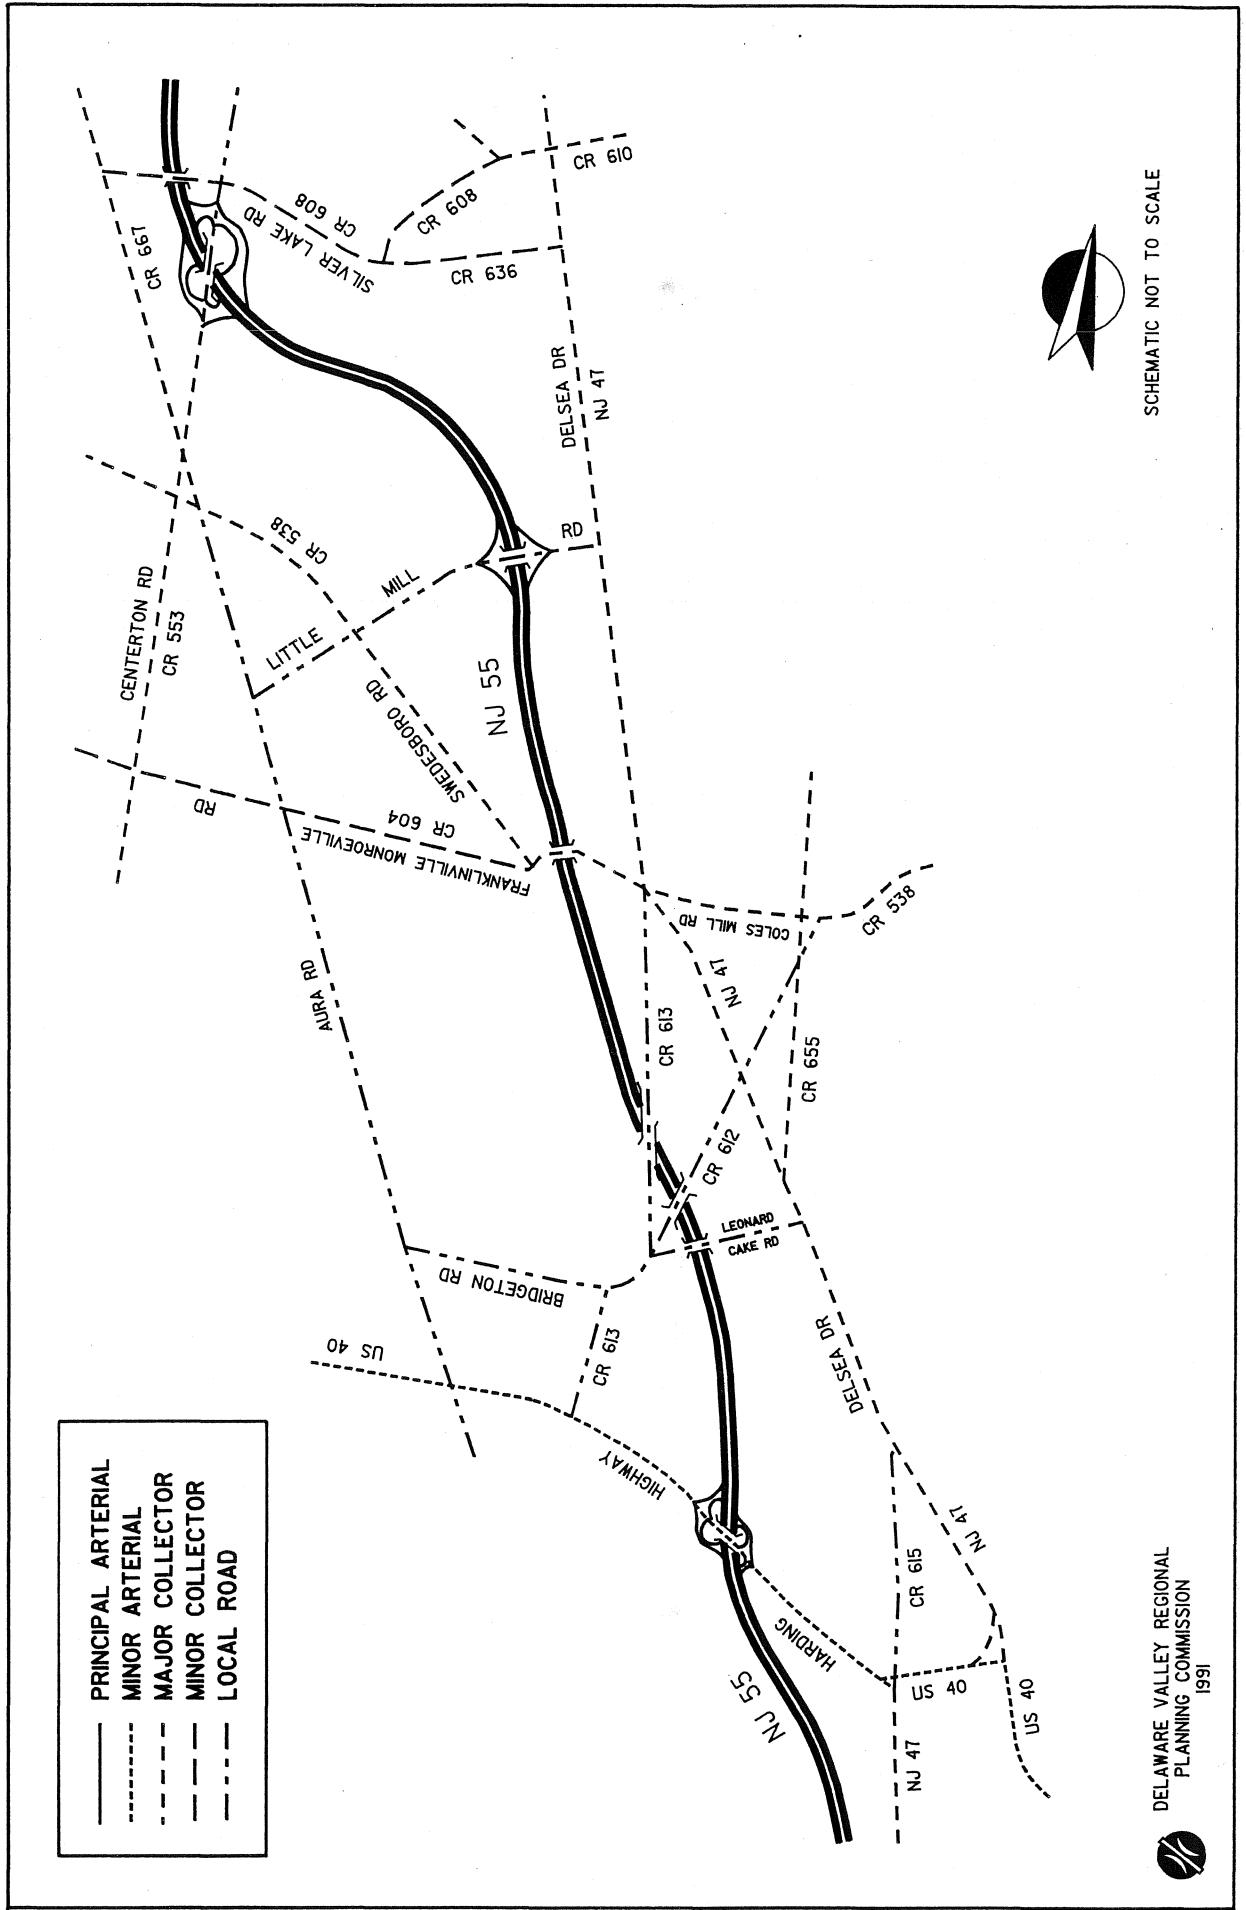 PRINCIPAL ARTERIAL
MINOR ARTERIAL
MAJOR COLLECTOR
MINOR COLLECTOR
LOCAL ROAD
CR 667
CR 608
SILVER LAKE RD
CR 608
CR 610
CR 636
DELSEA DR
NJ 47
CENTERTON RD
CR 553
CR 538
SWEDESBORO RD
LITTLE
MILL
RD
NJ 55
RD
CR 604
FRANKLINVILLE MONROEVILLE
AURA RD
COLES MILL RD
CR 538
NJ 47
CR 613
CR 655
CR 612
LEONARD
CAKE RD
BRIDGETON RD
CR 613
US 40
HIGHWAY
DELSEA DR
NJ 47
CR 615
HARDING
NJ 55
US 40
US 40
NJ 47
SCHEMATIC NOT TO SCALE
DELAWARE VALLEY REGIONAL
PLANNING COMMISSION
1991